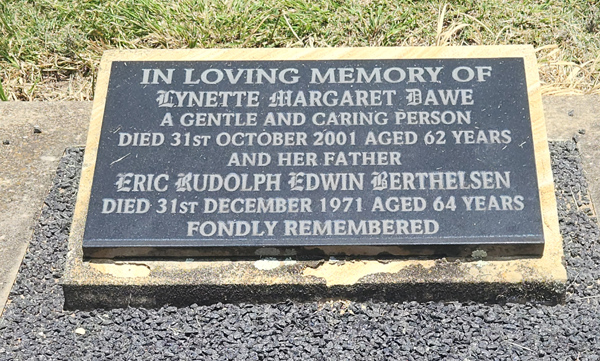 IN LOVING MEMORY OF
LYNETTE MARGARET DAWE
A GENTLE AND CARING PERSON
DIED 31ST OCTOBER 2001 AGED 62 YEARS
AND HER FATHER
ERIC RUDOLPH EDWIN BERTHELSEN
DIED 31ST DECEMBER 1971 AGED 64 YEARS
FONDLY REMEMBERED